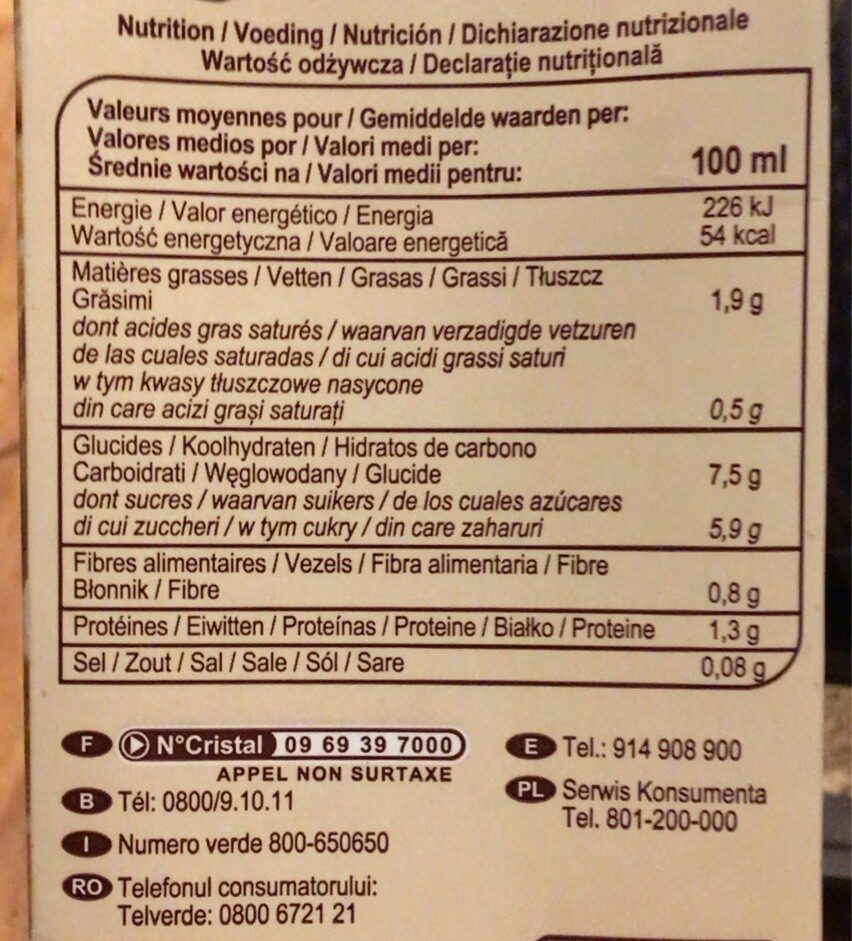 Nutrition / Voeding / Nutrición / Dichiarazione nutrizionale
Wartość odżywcza / Declarație nutrițională
Valeurs moyennes pour / Gemiddelde waarden per:
Valores medios por / Valori medi per:
Średnie wartości na / Valori medii pentru: 100 ml
Energie / Valor energético / Energia 226 kJ
Wartość energetyczna / Valoare energetică 54 kcal
Matières grasses / Vetten / Grasas / Grassi / Tłuszcz
Grăsimi 1,9 g
dont acides gras saturés / waarvan verzadigde vetzuren
de las cuales saturadas / di cui acidi grassi saturi
w tym kwasy tłuszczowe nasycone
din care acizi grași saturați 0,5 g
Glucides / Koolhydraten / Hidratos de carbono
Carboidrati / Węglowodany / Glucide 7,5 g
dont sucres / waarvan suikers / de los cuales azúcares
di cui zuccheri / w tym cukry / din care zaharuri 5,9 g
Fibres alimentaires / Vezels / Fibra alimentaria / Fibre
Błonnik / Fibre 0,8 g
Protéines / Eiwitten / Proteínas / Proteine / Białko / Proteine 1,3 g
Sel / Zout / Sal / Sale / Sól / Sare 0,08 g
F N°Cristal 09 69 39 7000
APPEL NON SURTAXE
B Tél: 0800/9.10.11
I Numero verde 800-650650
RO Telefonul consumatorului:
Telverde: 0800 6721 21
E Tel.: 914 908 900
PL Serwis Konsumenta
Tel. 801-200-000